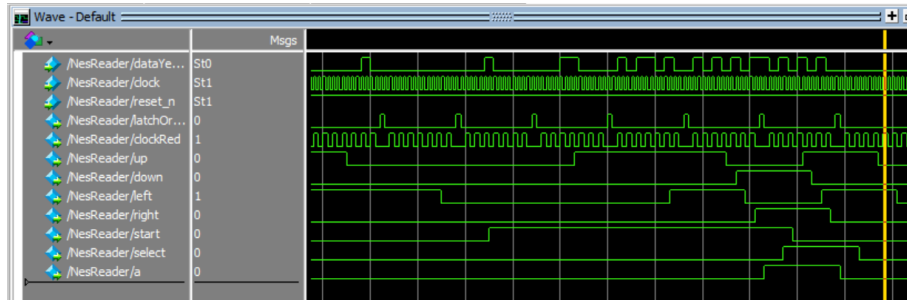 Wave - Default
Msgs
/NesReader/dataYe... St0
/NesReader/clock St1
/NesReader/reset_n St1
/NesReader/latchOr... 0
/NesReader/clockRed 1
/NesReader/up 0
/NesReader/down 0
/NesReader/left 1
/NesReader/right 0
/NesReader/start 0
/NesReader/select 0
/NesReader/a 0